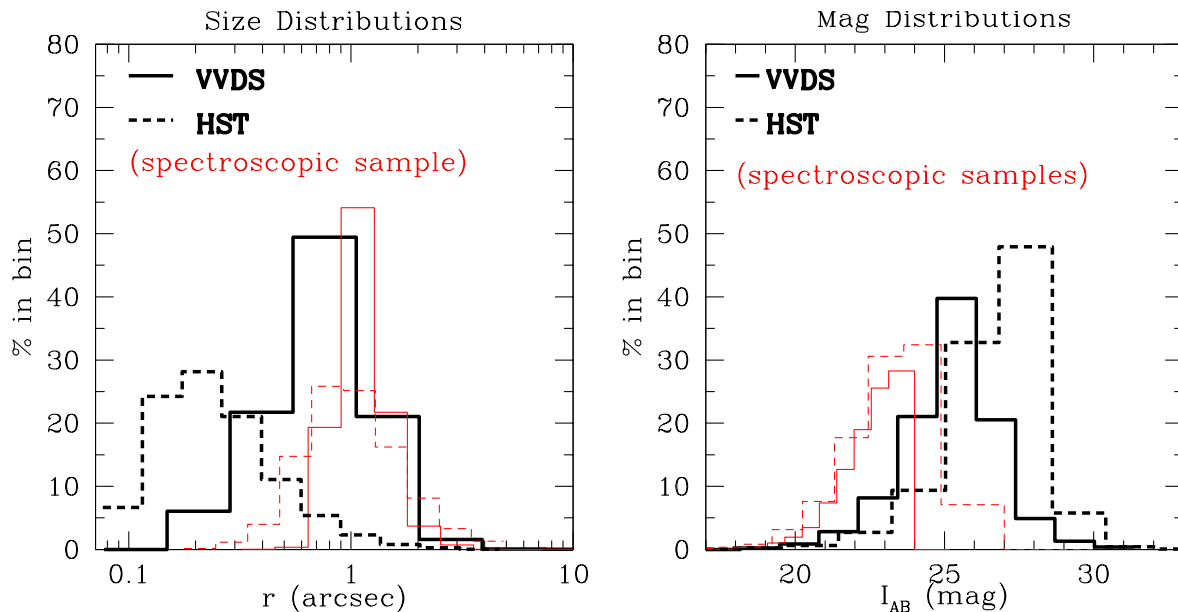 Size Distributions
80
70
60
50
40
30
20
10
0
% in bin
VVDS
HST
(spectroscopic sample)
0.1
1
10
r (arcsec)
Mag Distributions
80
70
60
50
40
30
20
10
0
% in bin
VVDS
HST
(spectroscopic samples)
20
25
30
I_AB (mag)